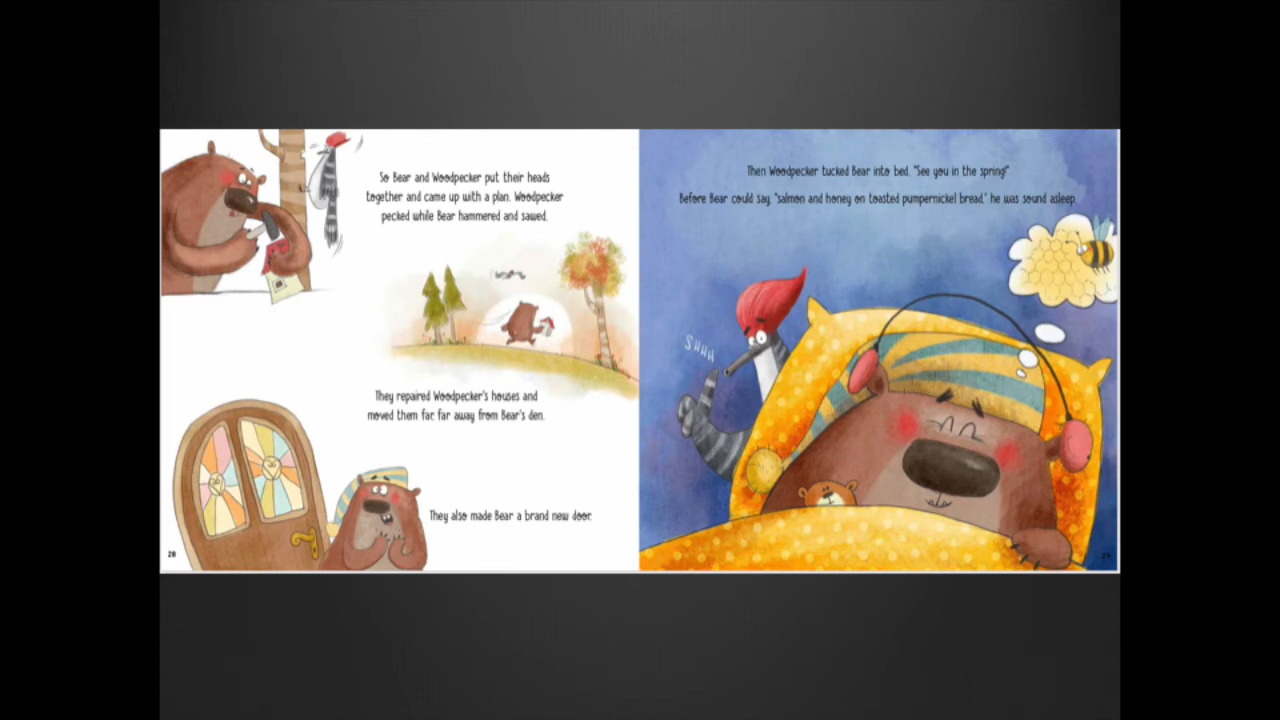 So Bear and Woodpecker put their heads
together and came up with a plan. Woodpecker
pecked while Bear hammered and sawed.
They repaired Woodpecker's houses and
moved them far, far away from Bear's den.
They also made Bear a brand new door.
28
Then Woodpecker tucked Bear into bed. "See you in the spring!"
Before Bear could say, "salmon and honey on toasted pumpernickel bread," he was sound asleep.
SHHH
29